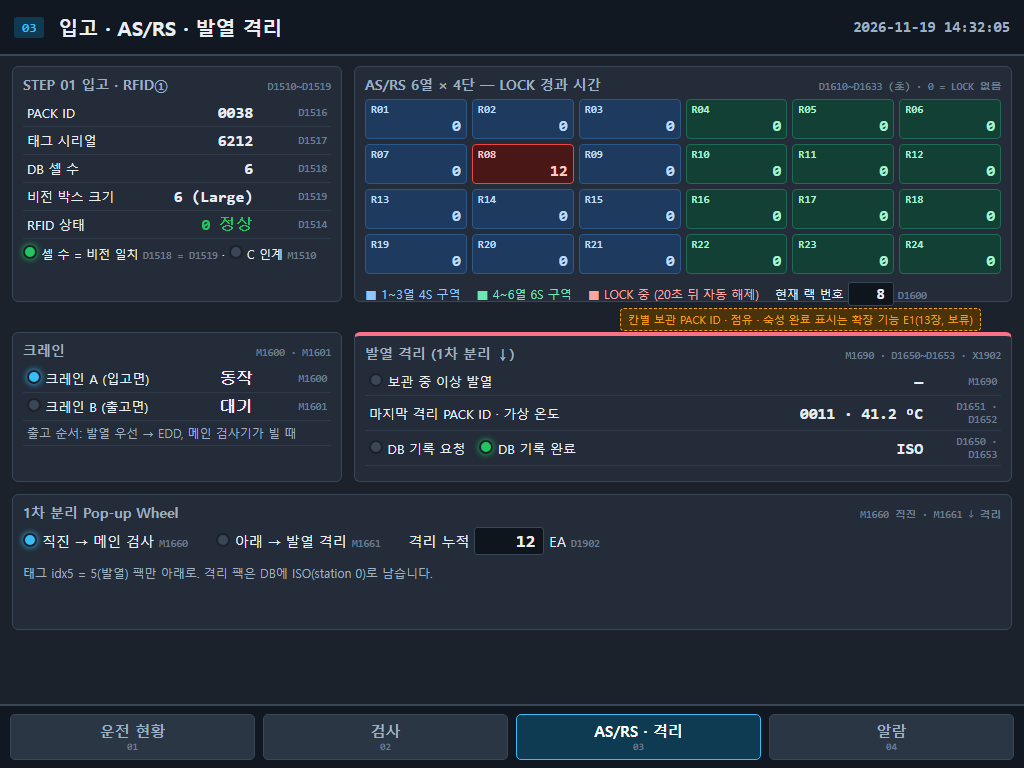 03 입고 · AS/RS · 발열 격리 2026-11-19 14:32:05
STEP 01 입고 · RFID① D1510~D1519
PACK ID 0038 D1516
태그 시리얼 6212 D1517
DB 셀 수 6 D1518
비전 박스 크기 6 (Large) D1519
RFID 상태 0 정상 D1514
셀 수 = 비전 일치 D1518 = D1519 · C 인계 M1510
AS/RS 6열 × 4단 — LOCK 경과 시간 D1610~D1633 (초) · 0 = LOCK 없음
R01 0 R02 0 R03 0 R04 0 R05 0 R06 0
R07 0 R08 12 R09 0 R10 0 R11 0 R12 0
R13 0 R14 0 R15 0 R16 0 R17 0 R18 0
R19 0 R20 0 R21 0 R22 0 R23 0 R24 0
■ 1~3열 4S 구역 ■ 4~6열 6S 구역 ■ LOCK 중 (20초 뒤 자동 해제) 현재 랙 번호 8 D1600
칸별 보관 PACK ID · 점유 · 숙성 완료 표시는 확장 기능 E1(13장, 보류)
크레인 M1600 · M1601
크레인 A (입고면) 동작 M1600
크레인 B (출고면) 대기 M1601
출고 순서: 발열 우선 → EDD, 메인 검사기가 빌 때
발열 격리 (1차 분리 ↓) M1690 · D1650~D1653 · X1902
보관 중 이상 발열 — M1690
마지막 격리 PACK ID · 가상 온도 0011 · 41.2 ºC D1651 · D1652
DB 기록 요청 DB 기록 완료 ISO D1650 · D1653
1차 분리 Pop-up Wheel M1660 직진 · M1661 ↓ 격리
직진 → 메인 검사 M1660 아래 → 발열 격리 M1661 격리 누적 12 EA D1902
태그 idx5 = 5(발열) 팩만 아래로. 격리 팩은 DB에 ISO(station 0)로 남습니다.
운전 현황 검사 AS/RS · 격리 알람
01 02 03 04